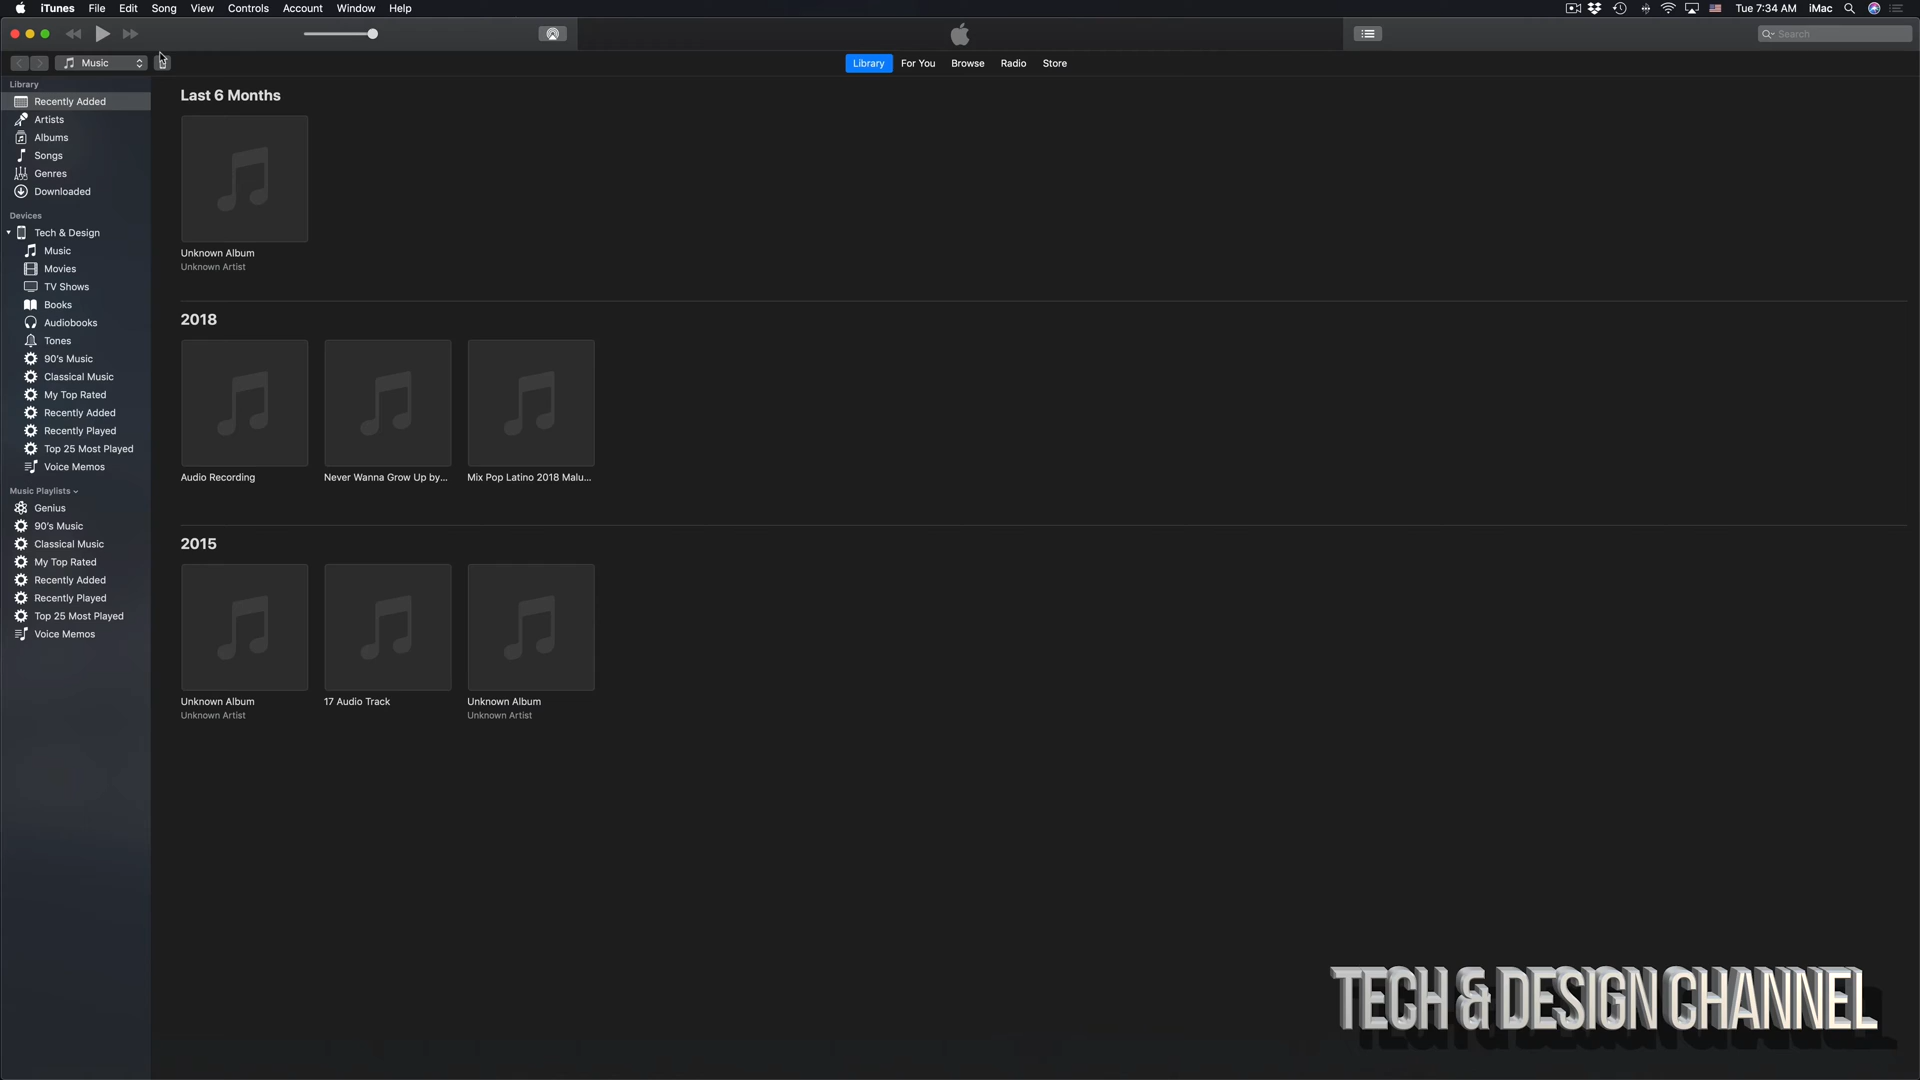 iTunes File Edit Song View Controls Account Window Help
Tue 7:34 AM iMac
Search
Music
Library For You Browse Radio Store
Library
Recently Added
Artists
Albums
Songs
Genres
Downloaded
Devices
Tech & Design
Music
Movies
TV Shows
Books
Audiobooks
Tones
90's Music
Classical Music
My Top Rated
Recently Added
Recently Played
Top 25 Most Played
Voice Memos
Music Playlists
Genius
90's Music
Classical Music
My Top Rated
Recently Added
Recently Played
Top 25 Most Played
Voice Memos
Last 6 Months
Unknown Album
Unknown Artist
2018
Audio Recording
Never Wanna Grow Up by...
Mix Pop Latino 2018 Malu...
2015
Unknown Album
Unknown Artist
17 Audio Track
Unknown Album
Unknown Artist
TECH & DESIGN CHANNEL